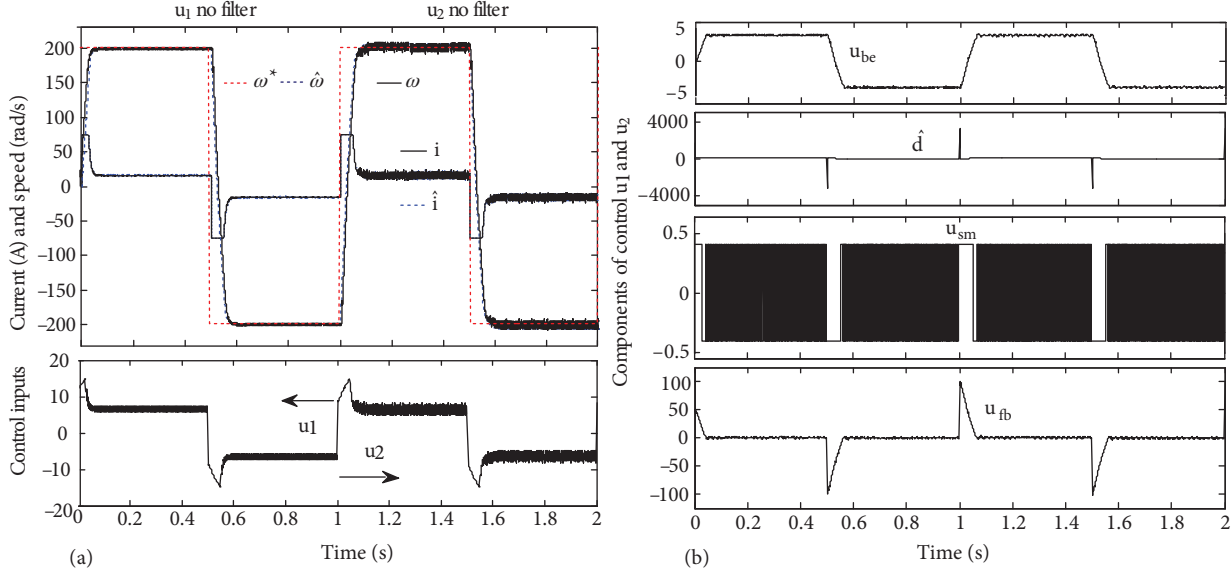 u1 no filter
u2 no filter
Current (A) and speed (rad/s)
200
150
100
50
0
−50
−100
−150
−200
ω*
ω̂
ω
i
î
Control inputs
20
10
0
−10
−20
u1
u2
0 0.2 0.4 0.6 0.8 1 1.2 1.4 1.6 1.8 2
(a)
Time (s)
Components of control u1 and u2
5
0
−5
ube
4000
0
−4000
d̂
0.5
0
−0.5
usm
100
50
0
−50
−100
ufb
0 0.2 0.4 0.6 0.8 1 1.2 1.4 1.6 1.8 2
(b)
Time (s)